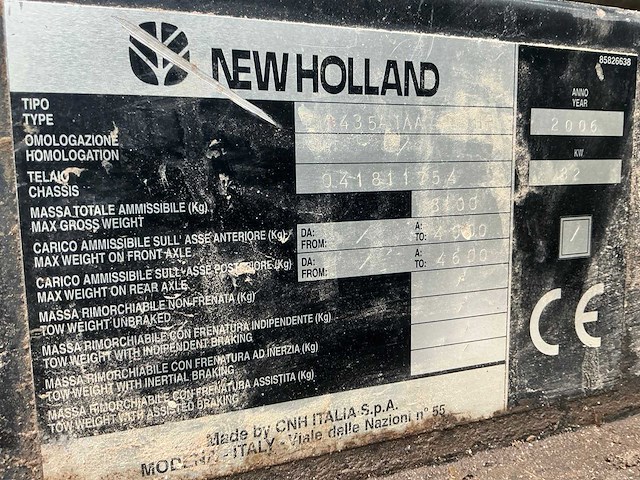 NEW HOLLAND
85826638
TIPO
TYPE
OMOLOGAZIONE
HOMOLOGATION
/
TELAIO
CHASSIS
041811754
MASSA TOTALE AMMISSIBILE (Kg)
MAX GROSS WEIGHT
8100
CARICO AMMISSIBILE SULL' ASSE ANTERIORE (Kg)
MAX WEIGHT ON FRONT AXLE
DA:
FROM:
/
A:
TO:
CARICO AMMISSIBILE SULL' ASSE POSTERIORE (Kg)
MAX WEIGHT ON REAR AXLE
DA:
FROM:
/
A:
TO:
4600
MASSA RIMORCHIABILE NON-FRENATA (Kg)
TOW WEIGHT UNBRAKED
MASSA RIMORCHIABILE CON FRENATURA INDIPENDENTE (Kg)
TOW WEIGHT WITH INDIPENDENT BRAKING
MASSA RIMORCHIABILE CON FRENATURA AD INERZIA (Kg)
TOW WEIGHT WITH INERTIAL BRAKING
MASSA RIMORCHIABILE CON FRENATURA ASSISTITA (Kg)
TOW WEIGHT WITH ASSISTED BRAKING
Made by CNH ITALIA S.p.A.
MODENA - ITALY - Viale delle Nazioni n° 55
ANNO
YEAR
2006
KW
82
/
CE